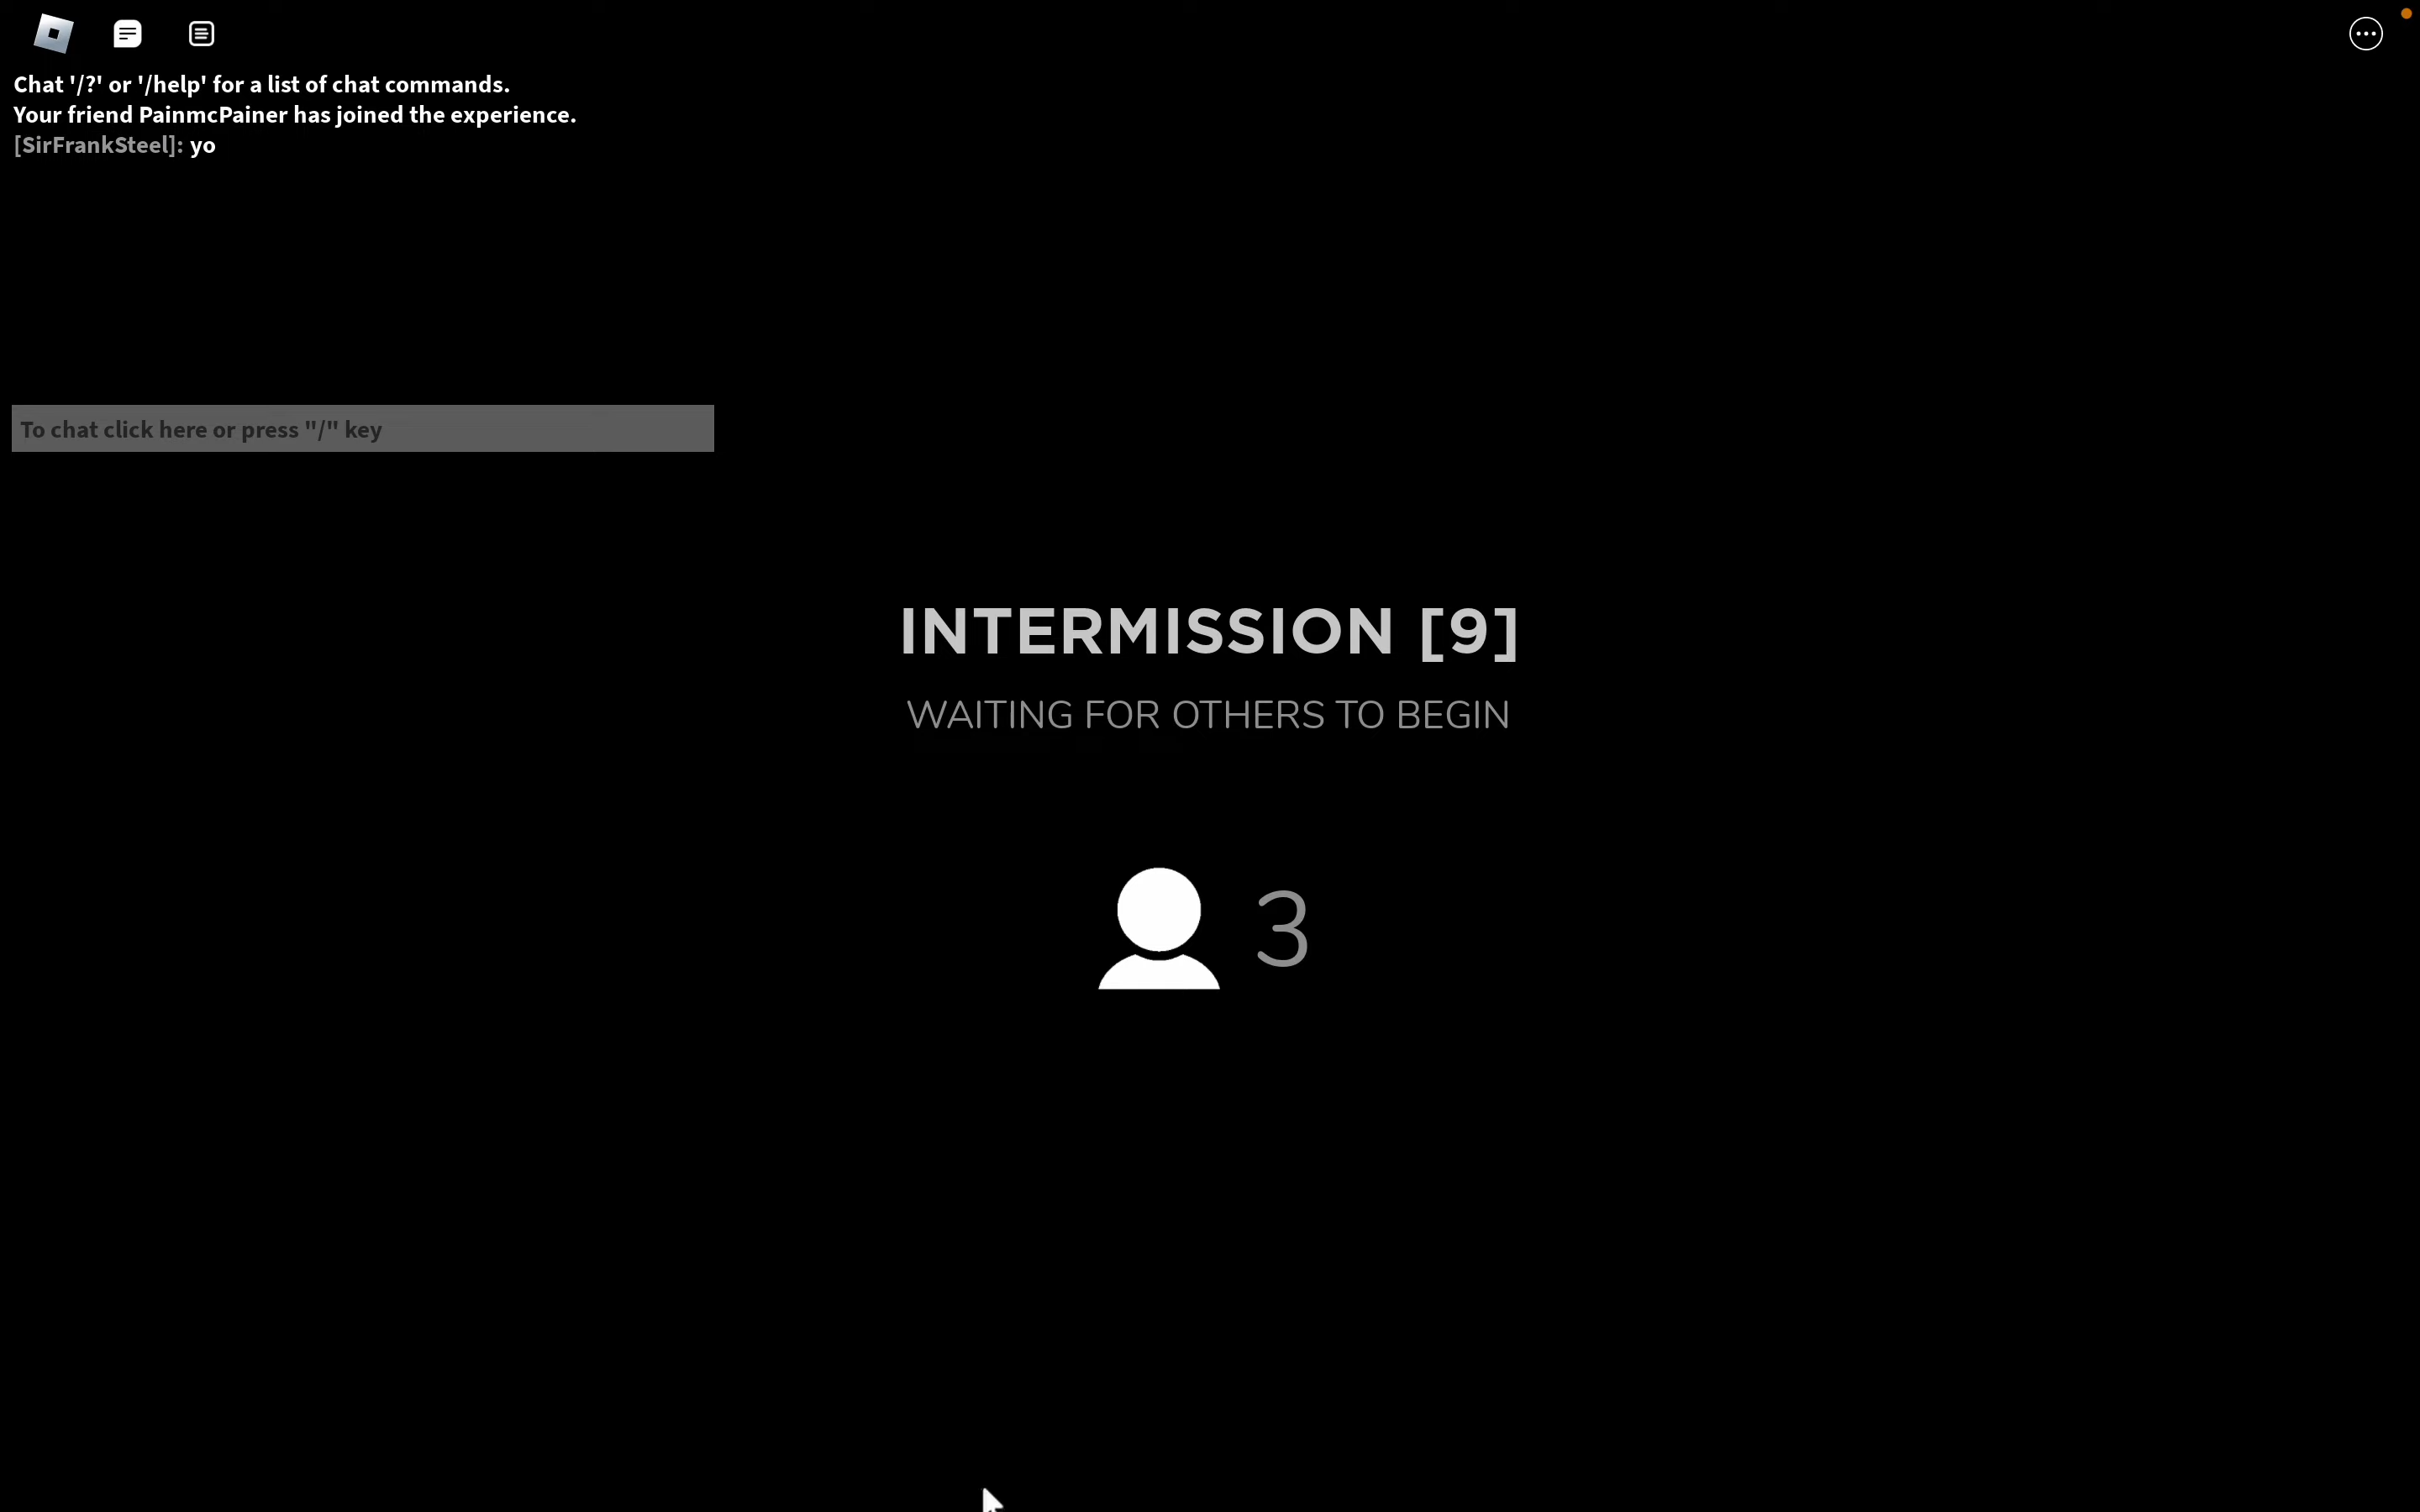 Chat '/?' or '/help' for a list of chat commands.
Your friend PainmcPainer has joined the experience.
[SirFrankSteel]: yo
To chat click here or press "/" key
INTERMISSION [9]
WAITING FOR OTHERS TO BEGIN
3